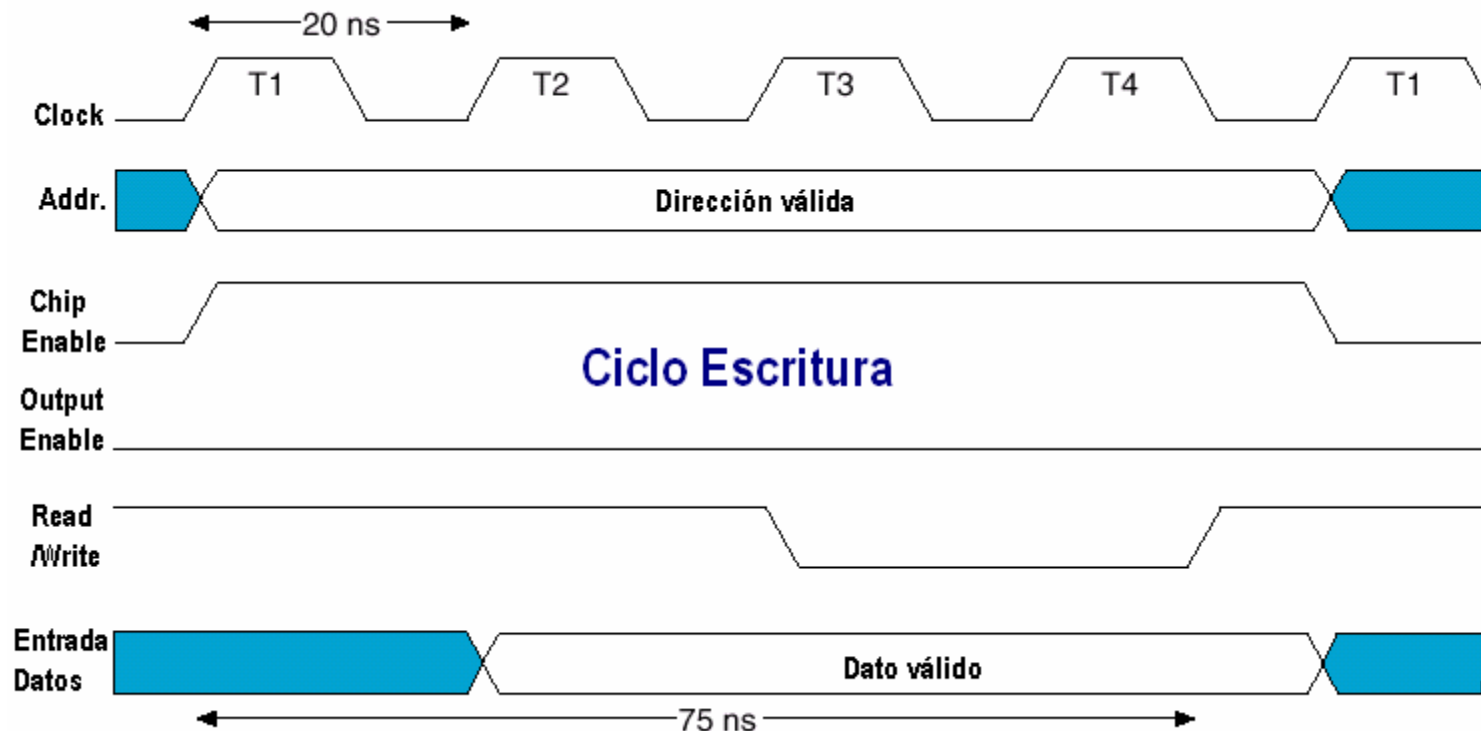 20 ns
T1 T2 T3 T4 T1
Clock
Addr.
Dirección válida
Chip
Enable
Ciclo Escritura
Output
Enable
Read
/Write
Entrada
Datos
Dato válido
75 ns